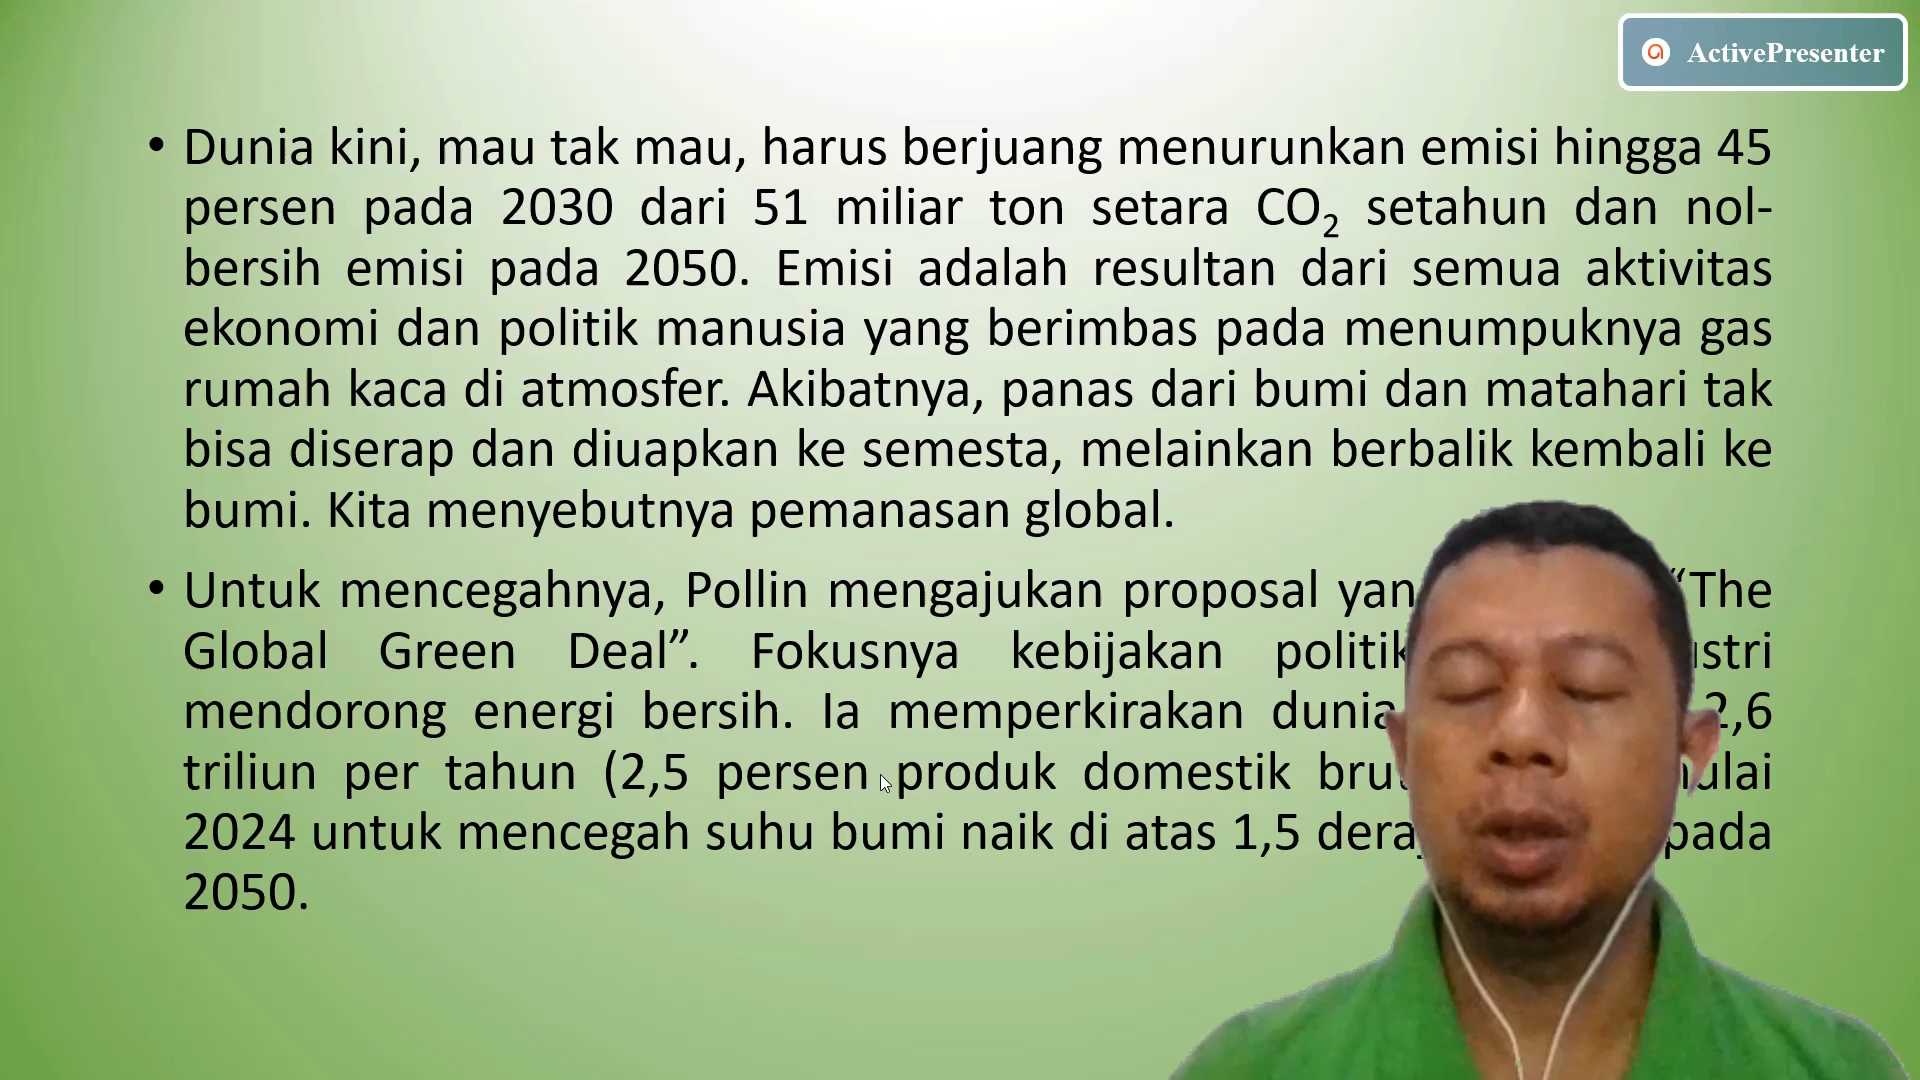 ActivePresenter
• Dunia kini, mau tak mau, harus berjuang menurunkan emisi hingga 45
persen pada 2030 dari 51 miliar ton setara CO₂ setahun dan nol-
bersih emisi pada 2050. Emisi adalah resultan dari semua aktivitas
ekonomi dan politik manusia yang berimbas pada menumpuknya gas
rumah kaca di atmosfer. Akibatnya, panas dari bumi dan matahari tak
bisa diserap dan diuapkan ke semesta, melainkan berbalik kembali ke
bumi. Kita menyebutnya pemanasan global.
• Untuk mencegahnya, Pollin mengajukan proposal “The
Global Green Deal”. Fokusnya kebijakan politik
mendorong energi bersih. Ia memperkirakan dunia 2,6
triliun per tahun (2,5 persen produk domestik
2024 untuk mencegah suhu bumi naik di atas 1,5 pada
2050.